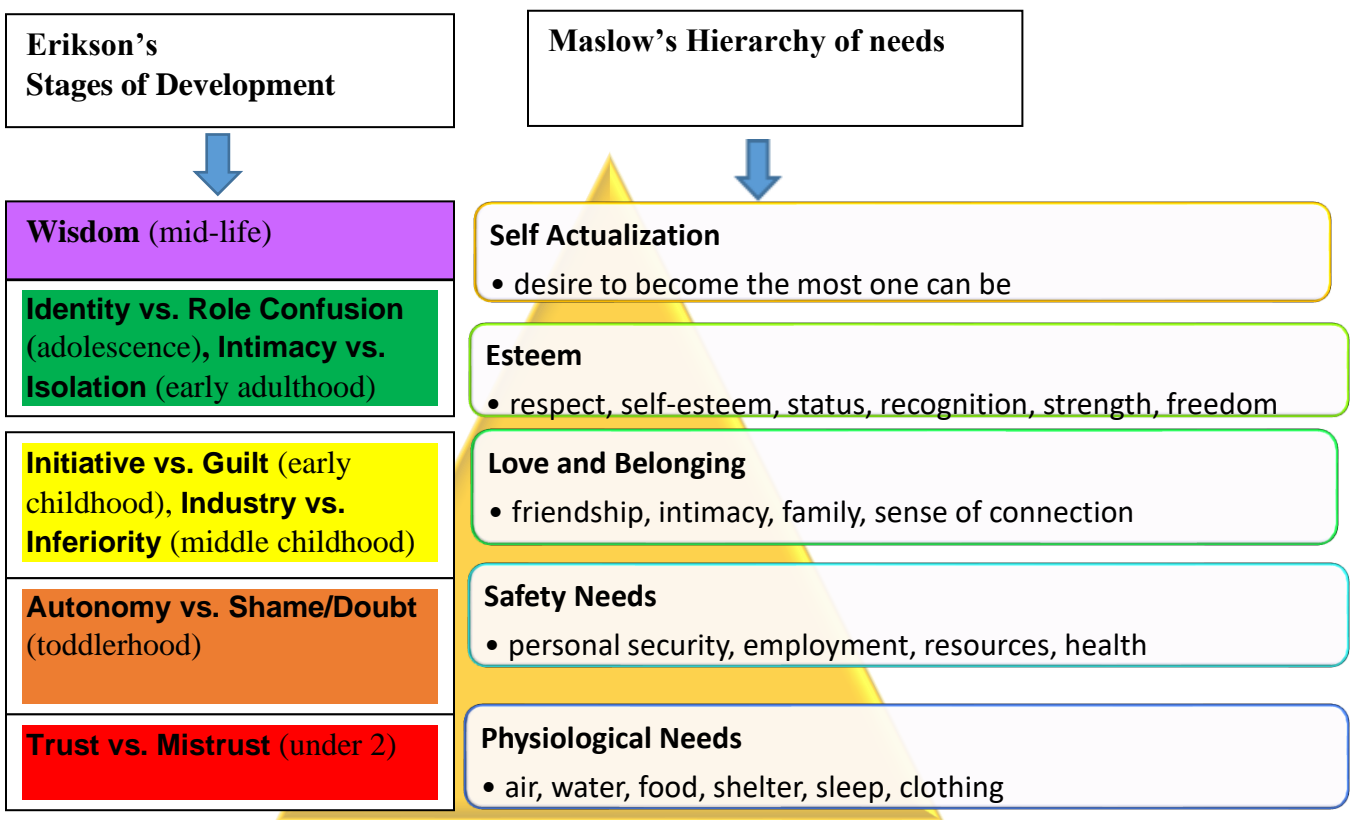 Erikson’s
Stages of Development
Maslow’s Hierarchy of needs
Wisdom (mid-life)
Identity vs. Role Confusion
(adolescence), Intimacy vs.
Isolation (early adulthood)
Initiative vs. Guilt (early
childhood), Industry vs.
Inferiority (middle childhood)
Autonomy vs. Shame/Doubt
(toddlerhood)
Trust vs. Mistrust (under 2)
Self Actualization
• desire to become the most one can be
Esteem
• respect, self-esteem, status, recognition, strength, freedom
Love and Belonging
• friendship, intimacy, family, sense of connection
Safety Needs
• personal security, employment, resources, health
Physiological Needs
• air, water, food, shelter, sleep, clothing